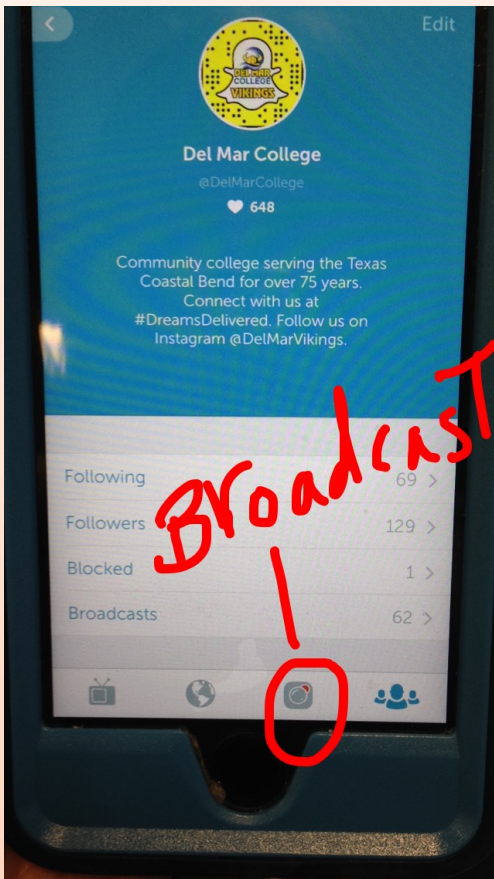 Edit
DEL MAR
COLLEGE
VIKINGS
Del Mar College
@DelMarCollege
648
Community college serving the Texas
Coastal Bend for over 75 years.
Connect with us at
#DreamsDelivered. Follow us on
Instagram @DelMarVikings.
BroadcasT
Following 69 >
Followers 129 >
Blocked 1 >
Broadcasts 62 >